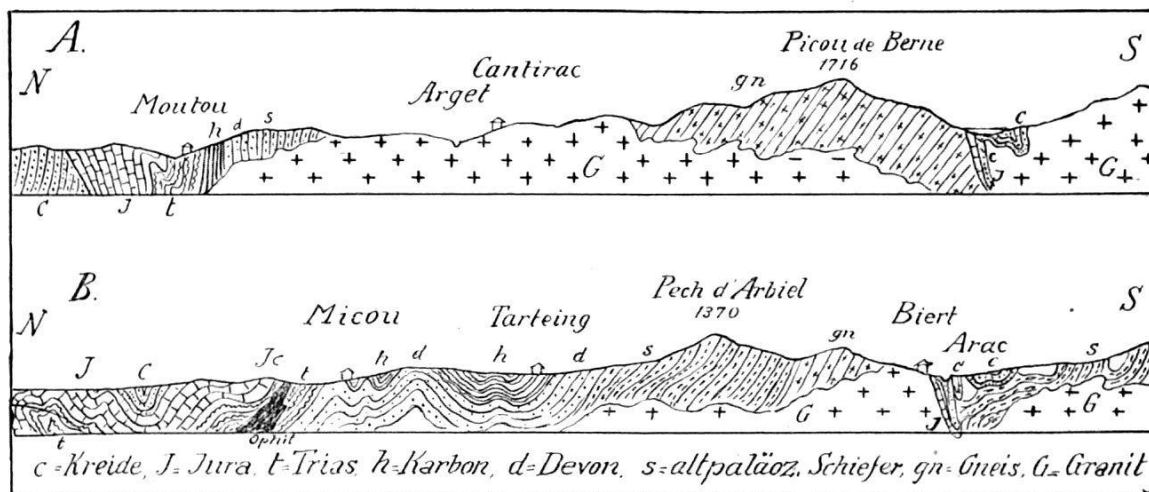 A.
N
Moutou
h d s
Arget
Cantirac
gn
Picou de Berne
1716
S
c
G
c
J
G
C J t
B.
N
J C Jc t
Micou
h d
Tarteing
h d s
Pech d'Arbiel
1370
gn
Biert
Arac
c c s
S
t
Ophit
G
J
G
c=Kreide, J=Jura, t=Trias, h=Karbon, d=Devon, s=altpaläoz, Schiefer, gn=Gneis, G=Granit